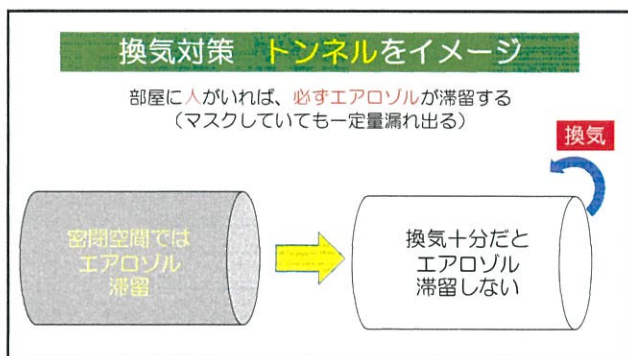 換気対策 トンネルをイメージ
部屋に人がいれば、必ずエアロゾルが滞留する
（マスクしていても一定量漏れ出る）
換気
密閉空間では
エアロゾル
滞留
換気十分だと
エアロゾル
滞留しない